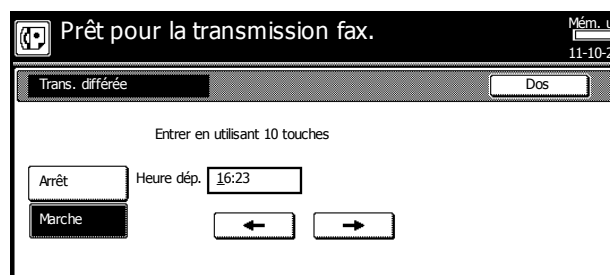 Prêt pour la transmission fax.
Mém.
11-10-2
Trans. différée
Dos
Entrer en utilisant 10 touches
Arrêt
Heure dép. 16:23
Marche